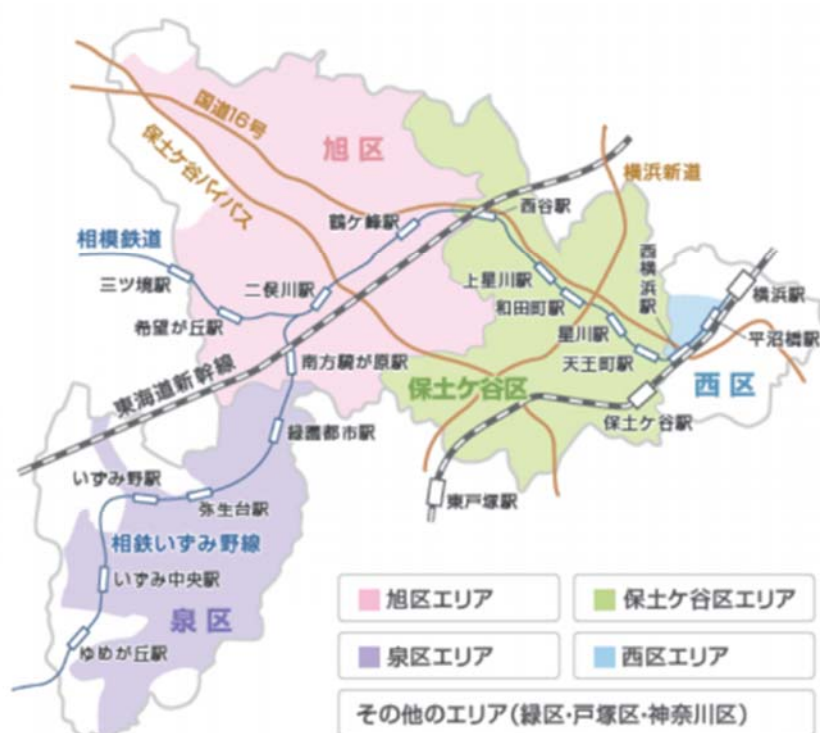 国道16号
旭区
保土ケ谷バイパス
横浜新道
西谷駅
鶴ケ峰駅
相模鉄道
西横浜駅
三ツ境駅
二俣川駅
上星川駅
横浜駅
和田町駅
希望が丘駅
星川駅
平沼橋駅
天王町駅
南万騎が原駅
東海道新幹線
保土ケ谷区
西区
保土ケ谷駅
緑園都市駅
いずみ野駅
弥生台駅
東戸塚駅
相鉄いずみ野線
いずみ中央駅
泉区
ゆめが丘駅
旭区エリア
保土ケ谷区エリア
泉区エリア
西区エリア
その他のエリア(緑区・戸塚区・神奈川区)